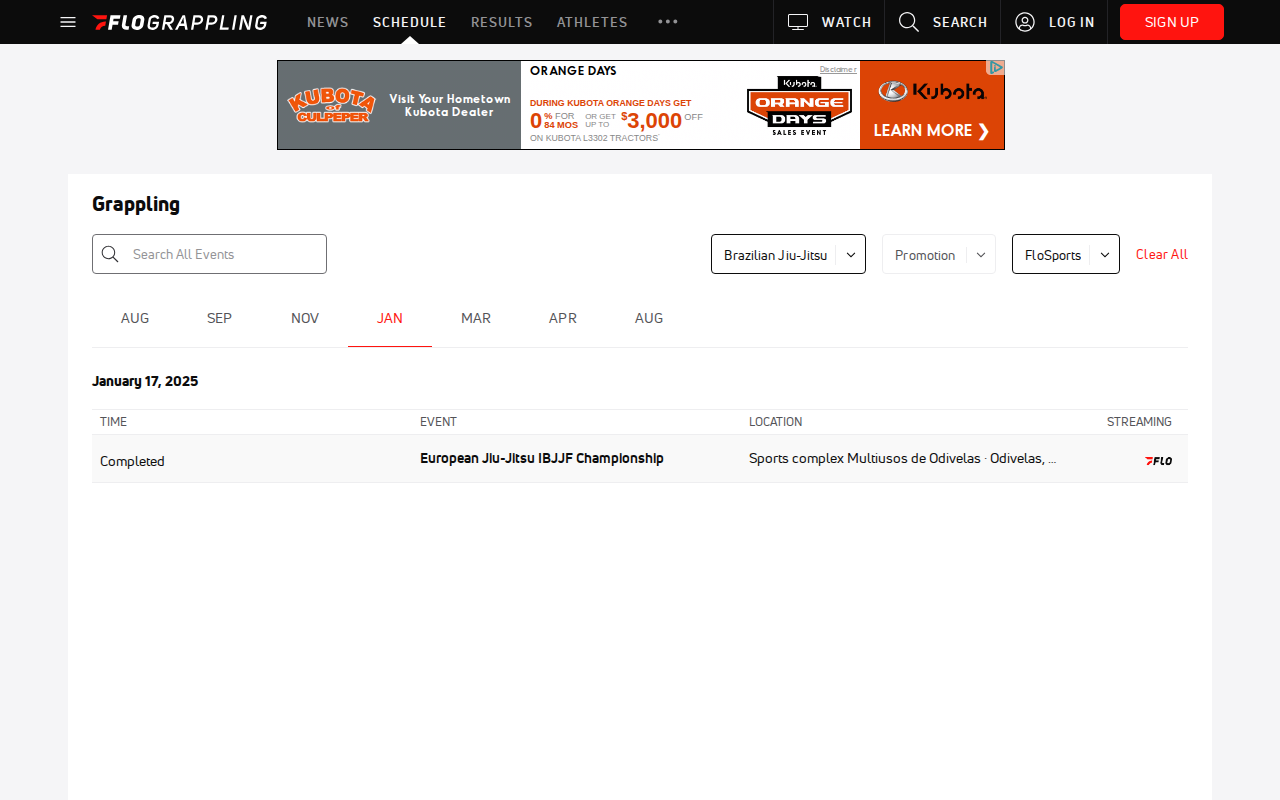 FLOGRAPPLING NEWS SCHEDULE RESULTS ATHLETES WATCH SEARCH LOG IN SIGN UP
KUBOTA OF CULPEPER
Visit Your Hometown
Kubota Dealer
ORANGE DAYS
Disclaimer
DURING KUBOTA ORANGE DAYS GET
0% FOR 84 MOS OR GET UP TO $3,000 OFF
ON KUBOTA L3302 TRACTORS
Kubota
ORANGE
DAYS
SALES EVENT
Kubota.
LEARN MORE ❯
Grappling
Search All Events
Brazilian Jiu-Jitsu Promotion FloSports Clear All
AUG SEP NOV JAN MAR APR AUG
January 17, 2025
TIME EVENT LOCATION STREAMING
Completed European Jiu-Jitsu IBJJF Championship Sports complex Multiusos de Odivelas · Odivelas, ... FLO